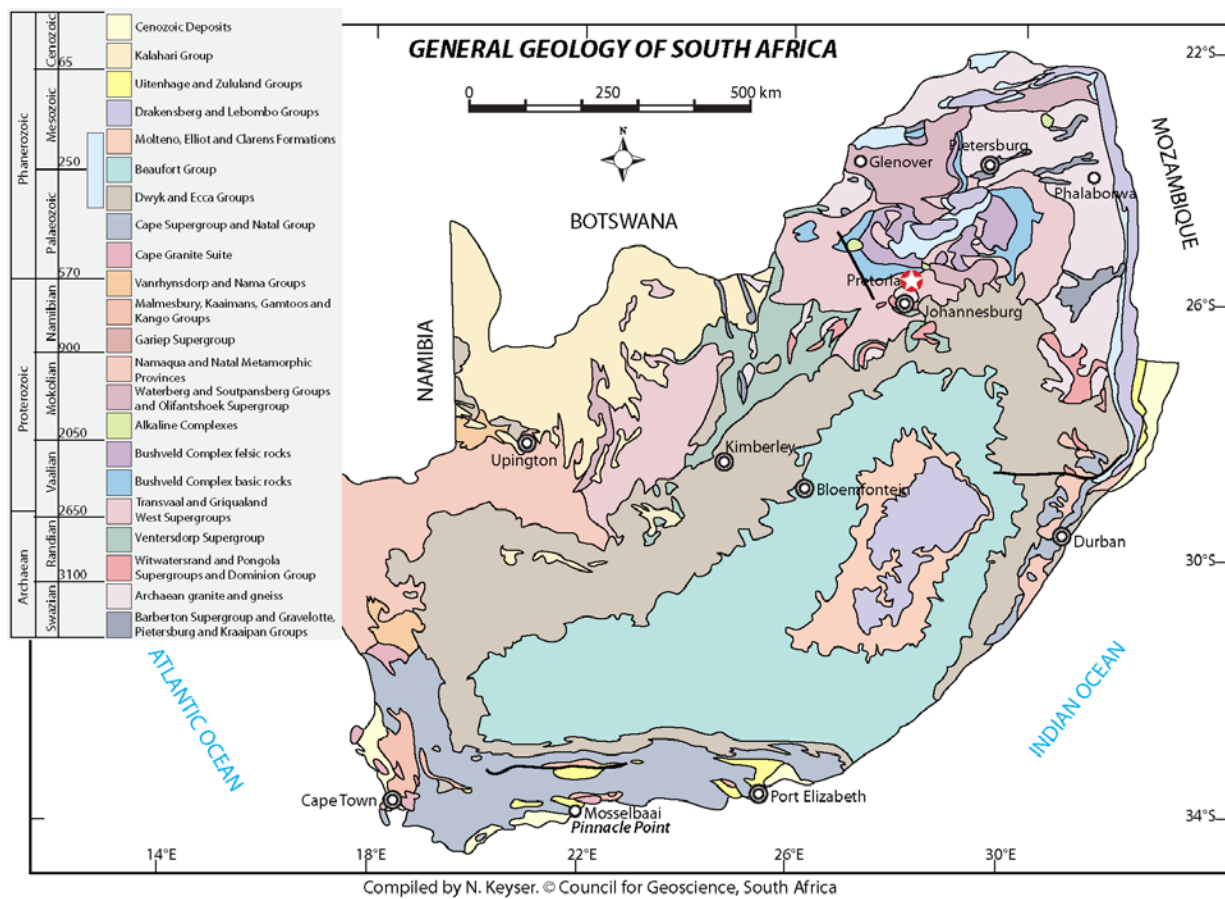 GENERAL GEOLOGY OF SOUTH AFRICA
0 250 500 km
N
Phanerozoic
Proterozoic
Archaean
Cenozoic
Mesozoic
Palaeozoic
Namibian
Mokolian
Vaalian
Randian
Swazian
65
250
570
900
2050
2650
3100
Cenozoic Deposits
Kalahari Group
Uitenhage and Zululand Groups
Drakensberg and Lebombo Groups
Molteno, Elliot and Clarens Formations
Beaufort Group
Dwyk and Ecca Groups
Cape Supergroup and Natal Group
Cape Granite Suite
Vanrhynsdorp and Nama Groups
Malmesbury, Kaaimans, Gamtoos and
Kango Groups
Gariep Supergroup
Namaqua and Natal Metamorphic
Provinces
Waterberg and Soutpansberg Groups
and Olifantshoek Supergroup
Alkaline Complexes
Bushveld Complex felsic rocks
Bushveld Complex basic rocks
Transvaal and Griqualand
West Supergroups
Ventersdorp Supergroup
Witwatersrand and Pongola
Supergroups and Dominion Group
Archaean granite and gneiss
Barberton Supergroup and Gravelotte,
Pietersburg and Kraaipan Groups
22°S
MOZAMBIQUE
Pietersburg
Glenover
Phalaborwa
BOTSWANA
Pretoria
26°S
Johannesburg
NAMIBIA
Kimberley
Upington
Bloemfontein
Durban
30°S
ATLANTIC OCEAN
INDIAN OCEAN
Cape Town
Port Elizabeth
Mosselbaai
Pinnacle Point
34°S
14°E 18°E 22°E 26°E 30°E
Compiled by N. Keyser. © Council for Geoscience, South Africa